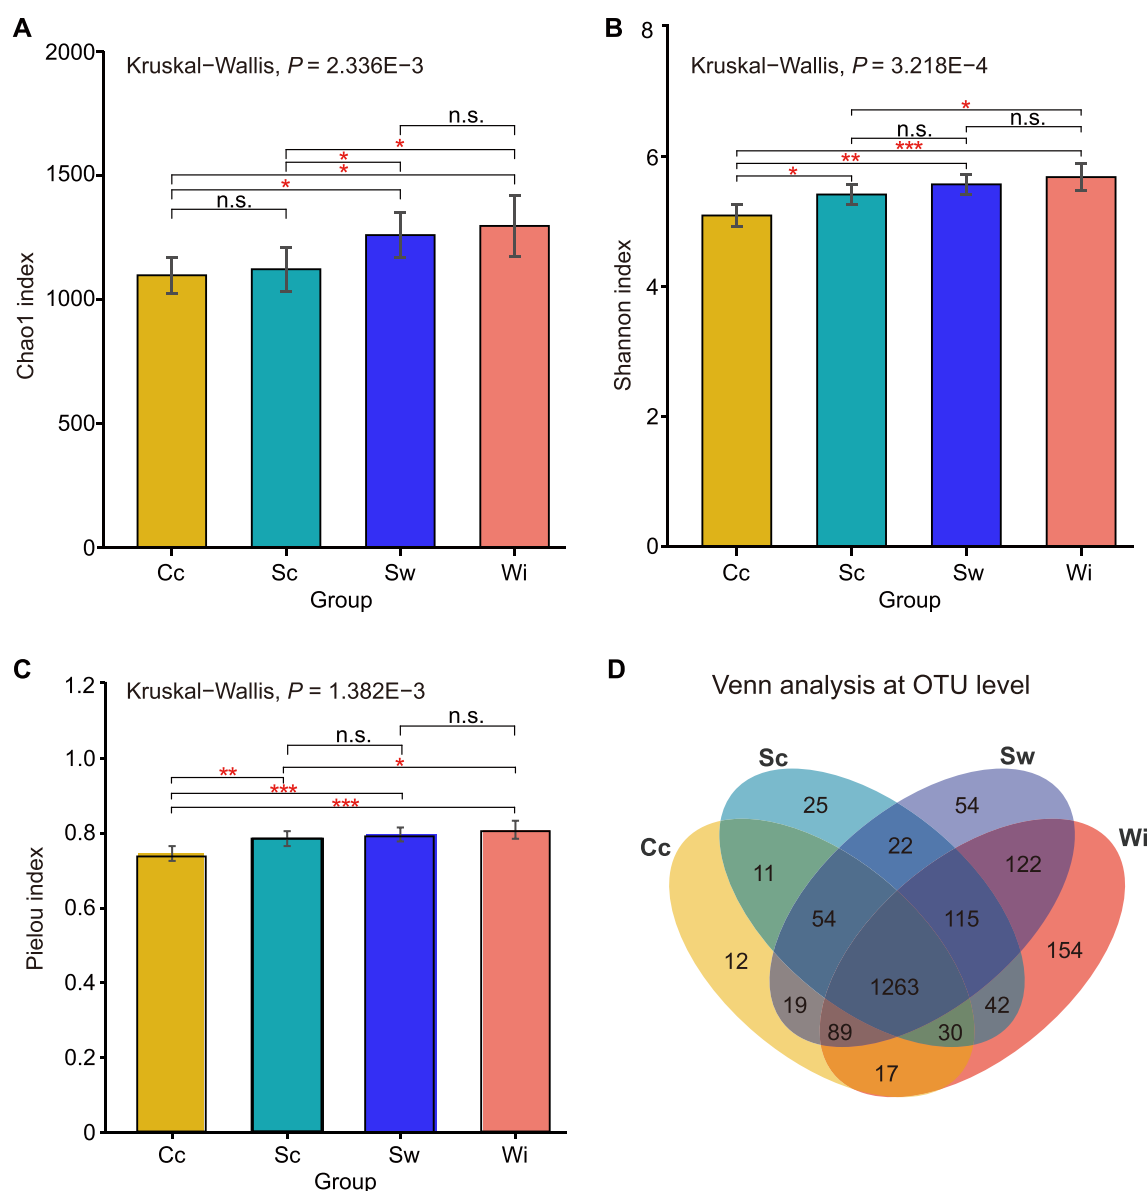 A
Kruskal−Wallis, P = 2.336E−3
2000
1500
1000
500
0
Chao1 index
n.s.
*
*
*
*
n.s.
Cc Sc Sw Wi
Group
B
Kruskal−Wallis, P = 3.218E−4
8
6
4
2
0
Shannon index
*
n.s.
n.s.
***
**
*
Cc Sc Sw Wi
Group
C
Kruskal−Wallis, P = 1.382E−3
1.2
1.0
0.8
0.6
0.4
0.2
0
Pielou index
n.s.
n.s.
*
**
***
***
Cc Sc Sw Wi
Group
D
Venn analysis at OTU level
Sc Sw
Cc Wi
25 54
22
11 122
54 115
12 154
1263
19 42
89 30
17